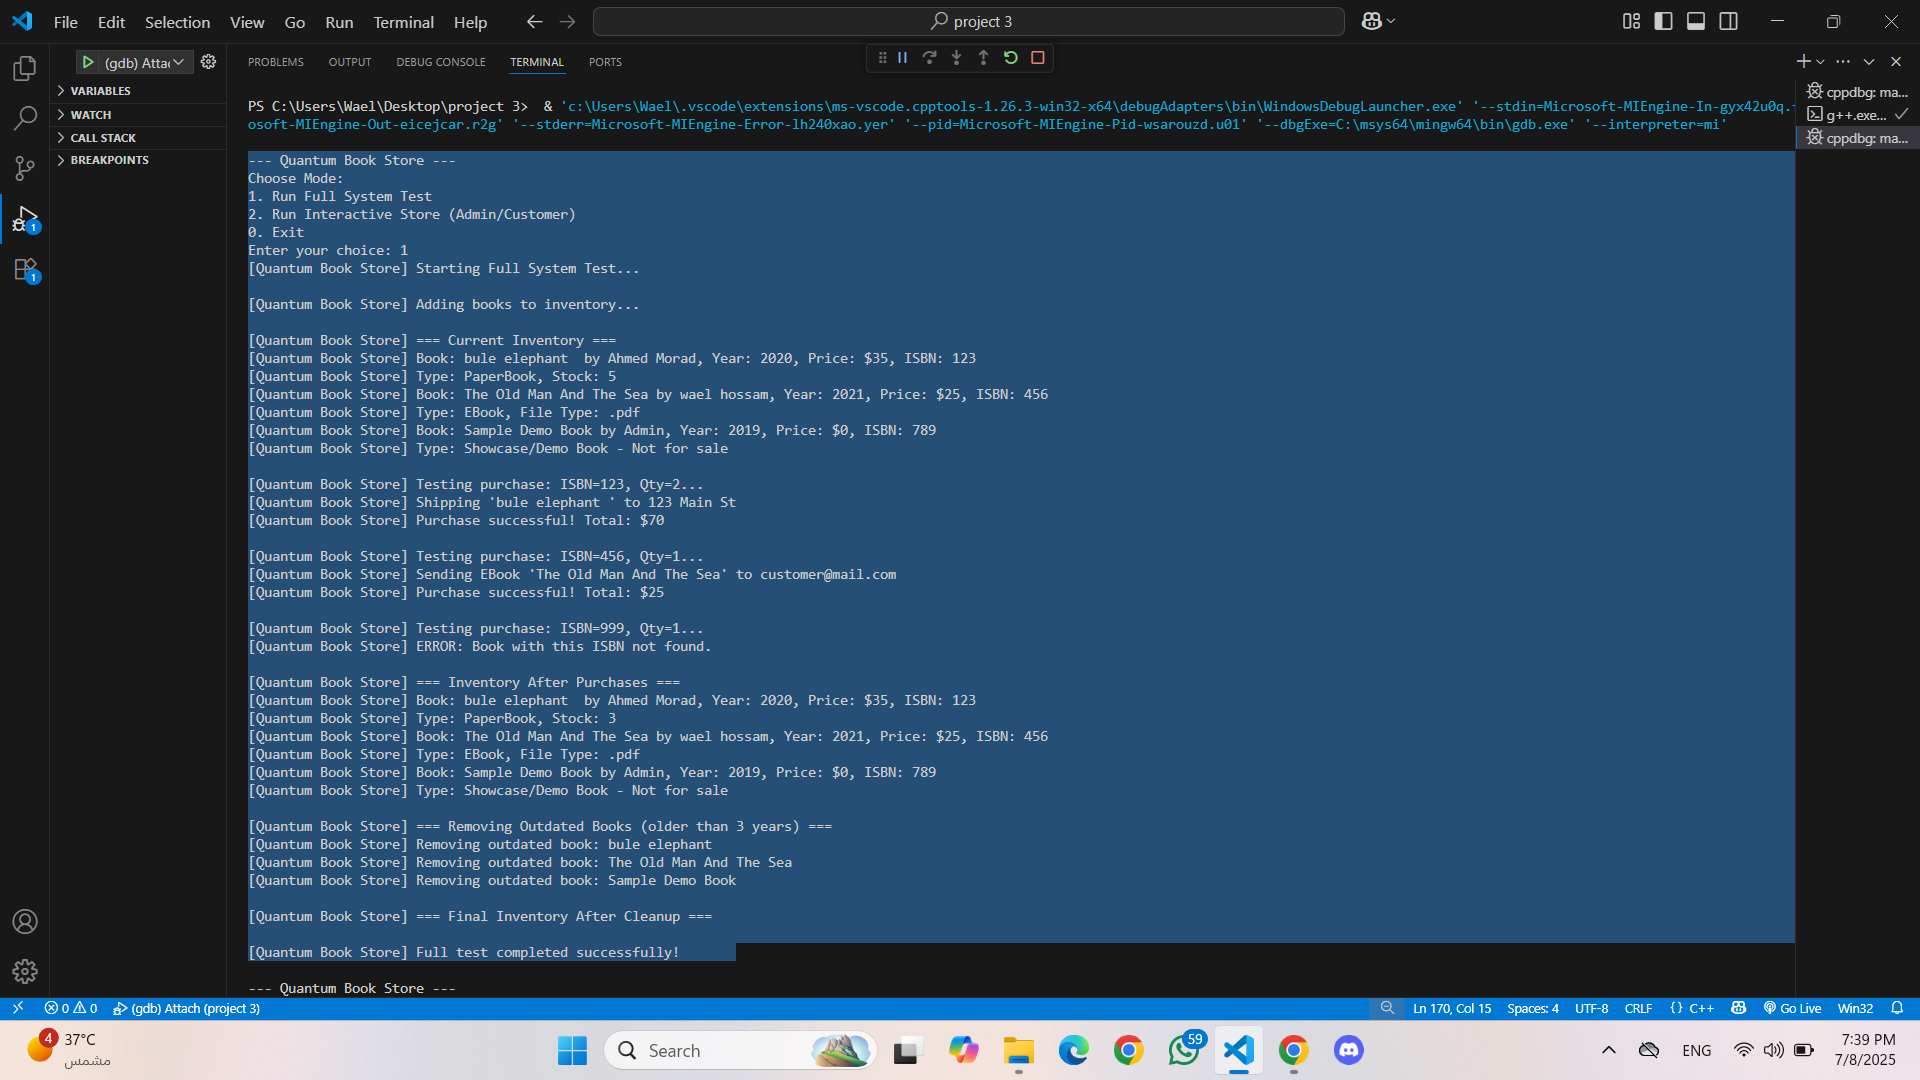 File Edit Selection View Go Run Terminal Help
project 3
(gdb) Atta
PROBLEMS OUTPUT DEBUG CONSOLE TERMINAL PORTS
VARIABLES
WATCH
CALL STACK
BREAKPOINTS
1
1
PS C:\Users\Wael\Desktop\project 3> & 'c:\Users\Wael\.vscode\extensions\ms-vscode.cpptools-1.26.3-win32-x64\debugAdapters\bin\WindowsDebugLauncher.exe' '--stdin=Microsoft-MIEngine-In-gyx42u0q.
osoft-MIEngine-Out-eicejcar.r2g' '--stderr=Microsoft-MIEngine-Error-lh240xao.yer' '--pid=Microsoft-MIEngine-Pid-wsarouzd.u01' '--dbgExe=C:\msys64\mingw64\bin\gdb.exe' '--interpreter=mi'
--- Quantum Book Store ---
Choose Mode:
1. Run Full System Test
2. Run Interactive Store (Admin/Customer)
0. Exit
Enter your choice: 1
[Quantum Book Store] Starting Full System Test...
[Quantum Book Store] Adding books to inventory...
[Quantum Book Store] === Current Inventory ===
[Quantum Book Store] Book: bule elephant  by Ahmed Morad, Year: 2020, Price: $35, ISBN: 123
[Quantum Book Store] Type: PaperBook, Stock: 5
[Quantum Book Store] Book: The Old Man And The Sea by wael hossam, Year: 2021, Price: $25, ISBN: 456
[Quantum Book Store] Type: EBook, File Type: .pdf
[Quantum Book Store] Book: Sample Demo Book by Admin, Year: 2019, Price: $0, ISBN: 789
[Quantum Book Store] Type: Showcase/Demo Book - Not for sale
[Quantum Book Store] Testing purchase: ISBN=123, Qty=2...
[Quantum Book Store] Shipping 'bule elephant ' to 123 Main St
[Quantum Book Store] Purchase successful! Total: $70
[Quantum Book Store] Testing purchase: ISBN=456, Qty=1...
[Quantum Book Store] Sending EBook 'The Old Man And The Sea' to customer@mail.com
[Quantum Book Store] Purchase successful! Total: $25
[Quantum Book Store] Testing purchase: ISBN=999, Qty=1...
[Quantum Book Store] ERROR: Book with this ISBN not found.
[Quantum Book Store] === Inventory After Purchases ===
[Quantum Book Store] Book: bule elephant  by Ahmed Morad, Year: 2020, Price: $35, ISBN: 123
[Quantum Book Store] Type: PaperBook, Stock: 3
[Quantum Book Store] Book: The Old Man And The Sea by wael hossam, Year: 2021, Price: $25, ISBN: 456
[Quantum Book Store] Type: EBook, File Type: .pdf
[Quantum Book Store] Book: Sample Demo Book by Admin, Year: 2019, Price: $0, ISBN: 789
[Quantum Book Store] Type: Showcase/Demo Book - Not for sale
[Quantum Book Store] === Removing Outdated Books (older than 3 years) ===
[Quantum Book Store] Removing outdated book: bule elephant
[Quantum Book Store] Removing outdated book: The Old Man And The Sea
[Quantum Book Store] Removing outdated book: Sample Demo Book
[Quantum Book Store] === Final Inventory After Cleanup ===
[Quantum Book Store] Full test completed successfully!
--- Quantum Book Store ---
cppdbg: ma...
g++.exe...
cppdbg: ma...
0 0 (gdb) Attach (project 3) Ln 170, Col 15 Spaces: 4 UTF-8 CRLF {} C++ Go Live Win32
4
37°C
مشمس
Search
59
ENG
7:39 PM
7/8/2025